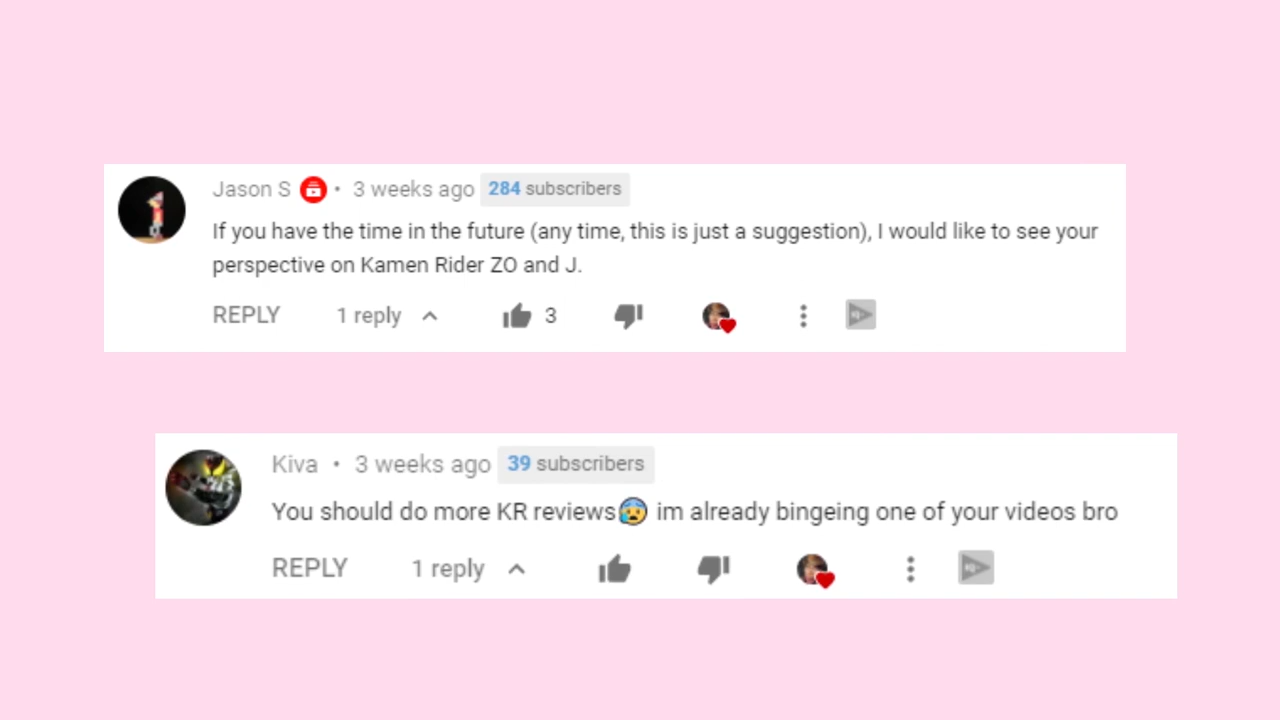 Jason S • 3 weeks ago 284 subscribers
If you have the time in the future (any time, this is just a suggestion), I would like to see your
perspective on Kamen Rider ZO and J.
REPLY 1 reply 3
Kiva • 3 weeks ago 39 subscribers
You should do more KR reviews😰 im already bingeing one of your videos bro
REPLY 1 reply